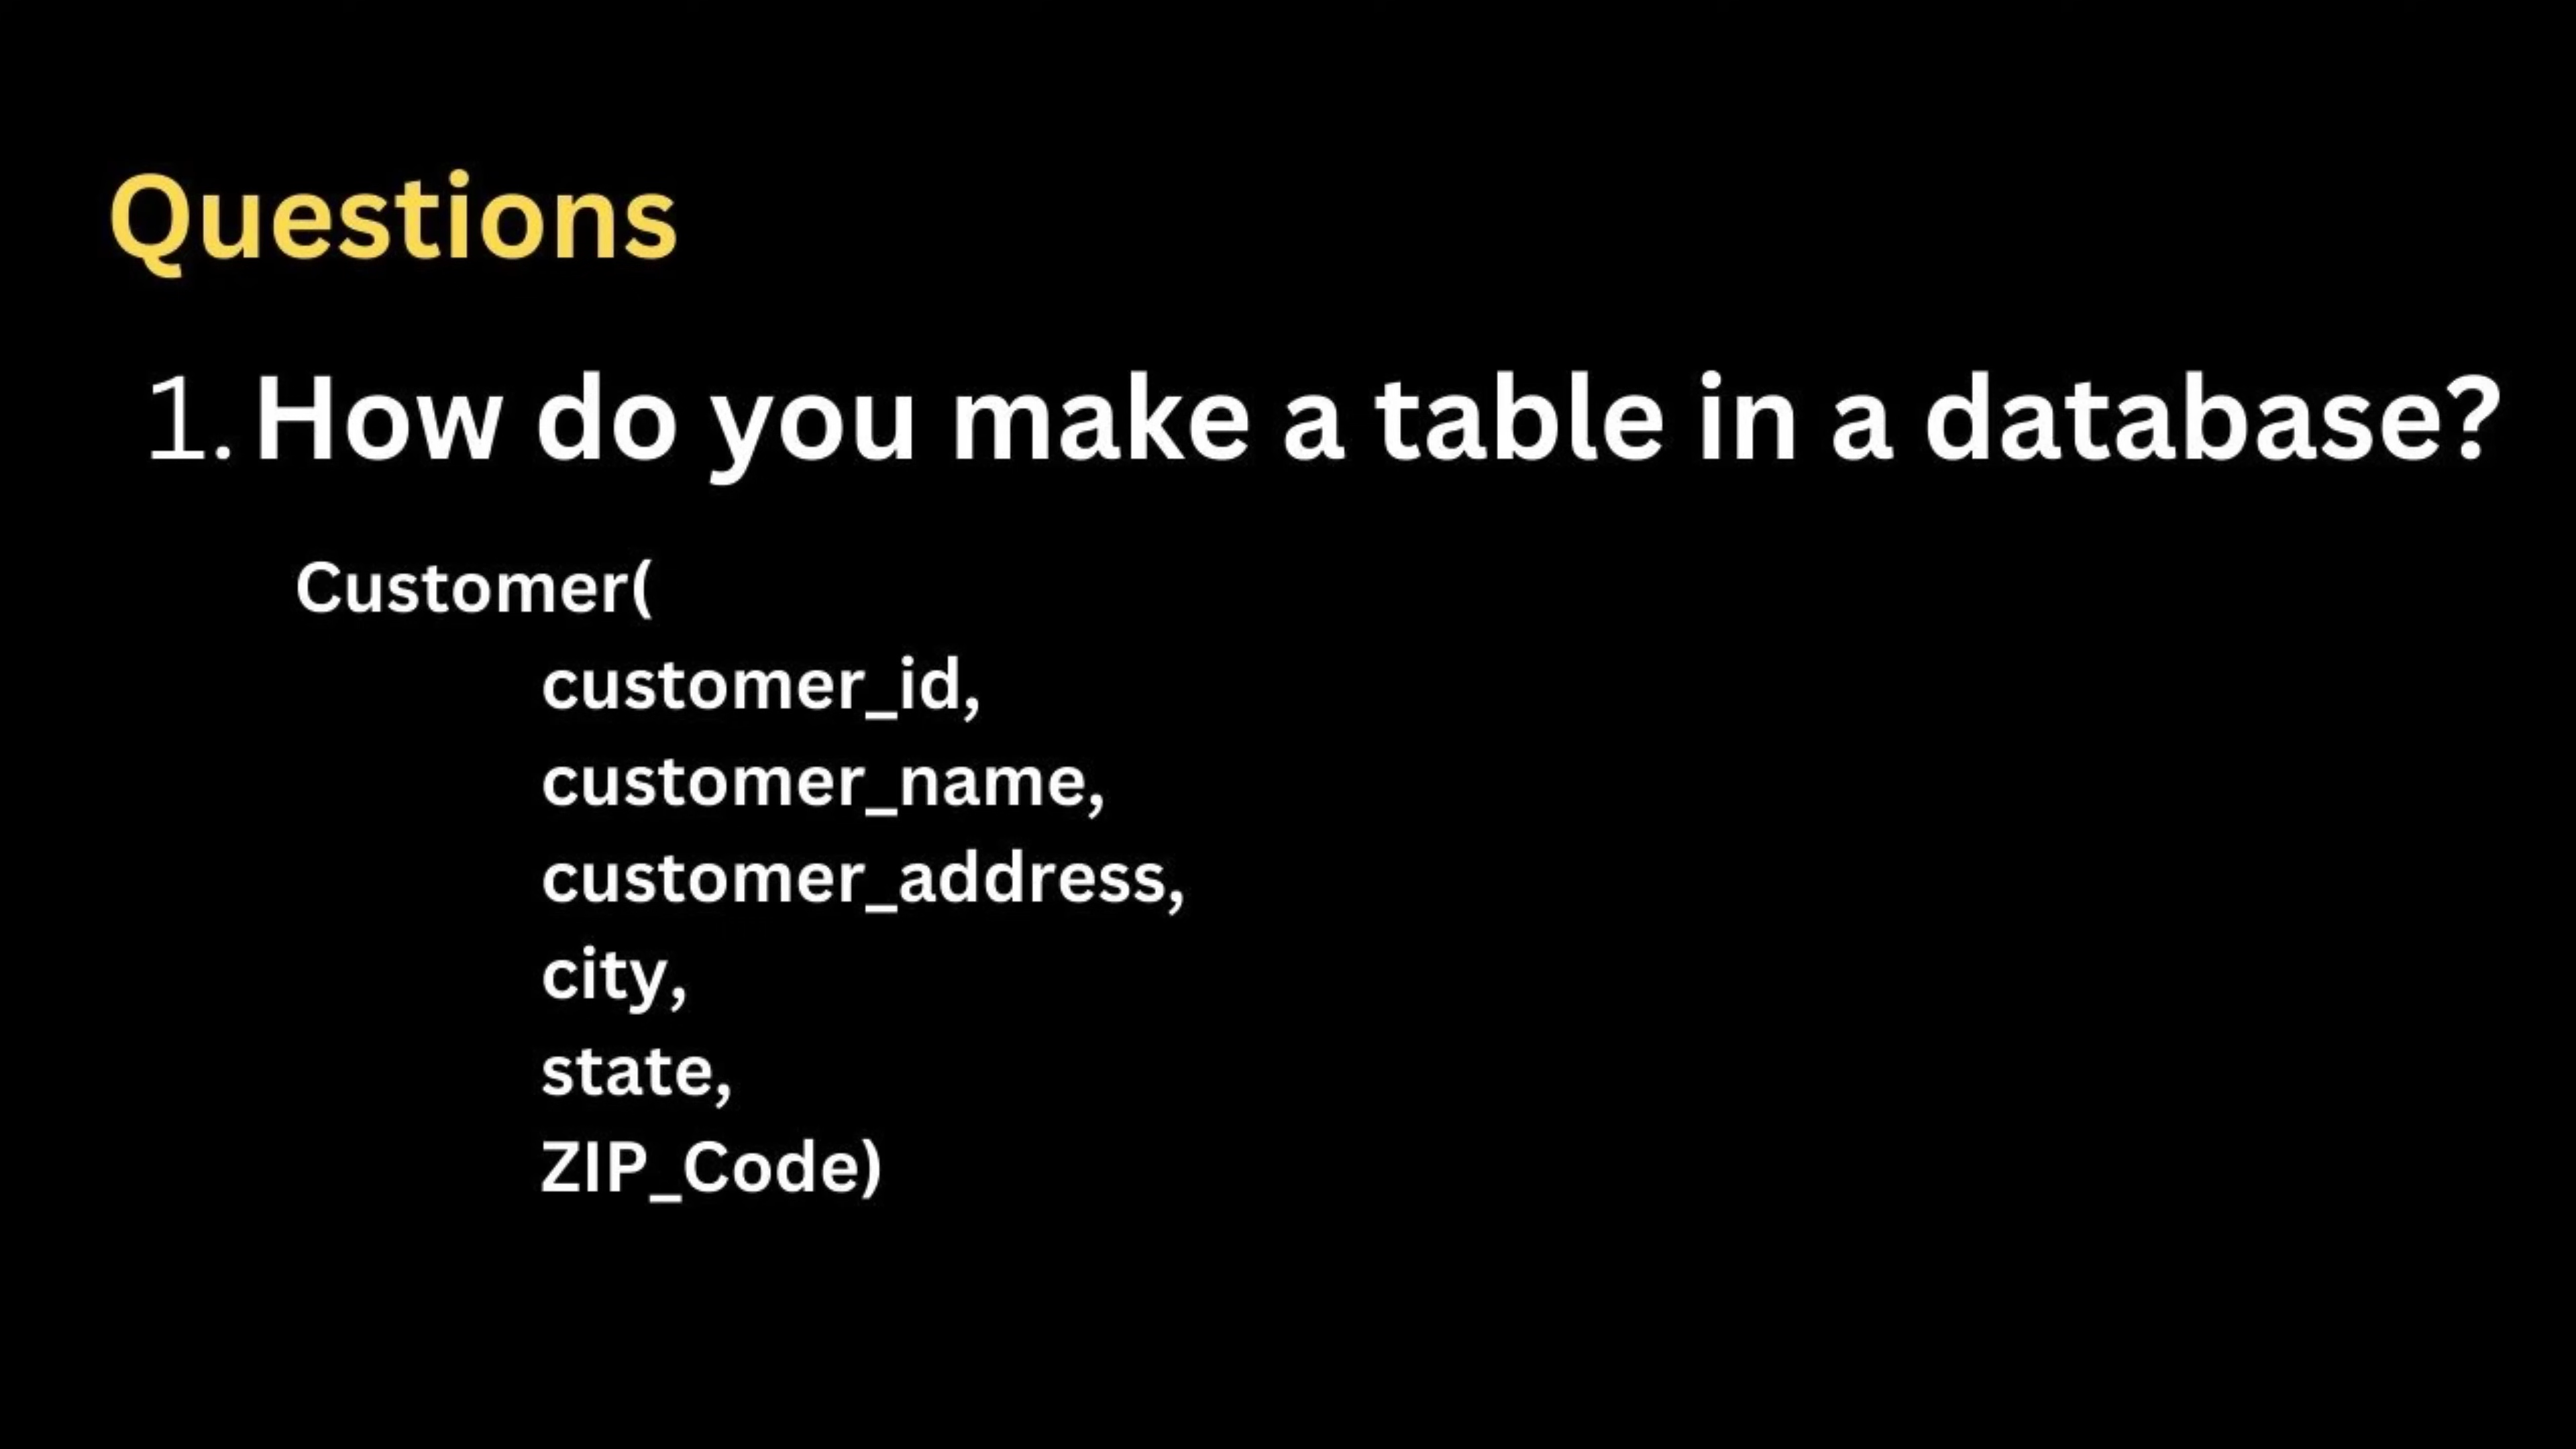 Questions
1. How do you make a table in a database?
Customer(
customer_id,
customer_name,
customer_address,
city,
state,
ZIP_Code)